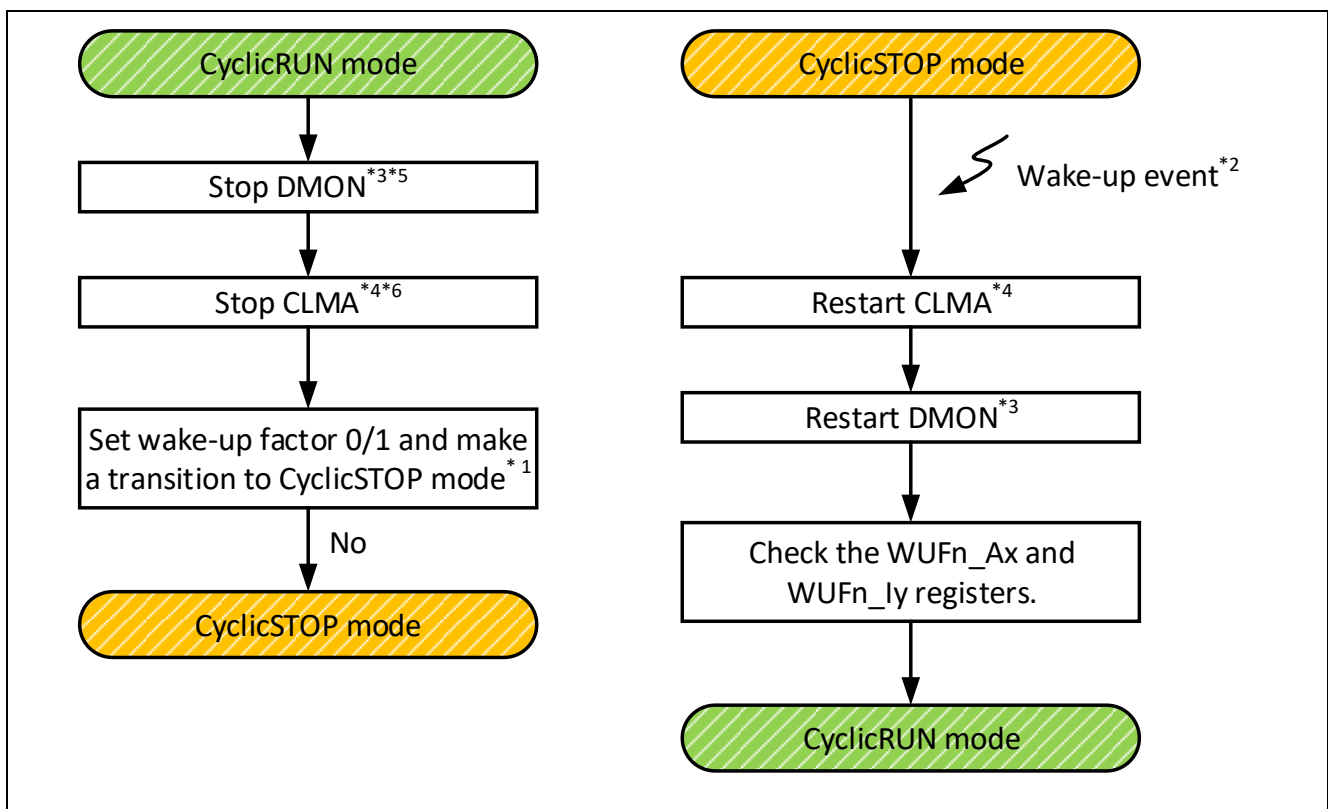 CyclicRUN mode
Stop DMON*3*5
Stop CLMA*4*6
Set wake-up factor 0/1 and make
a transition to CyclicSTOP mode* 1
No
CyclicSTOP mode
CyclicSTOP mode
Wake-up event*2
Restart CLMA*4
Restart DMON*3
Check the WUFn_Ax and
WUFn_Iy registers.
CyclicRUN mode